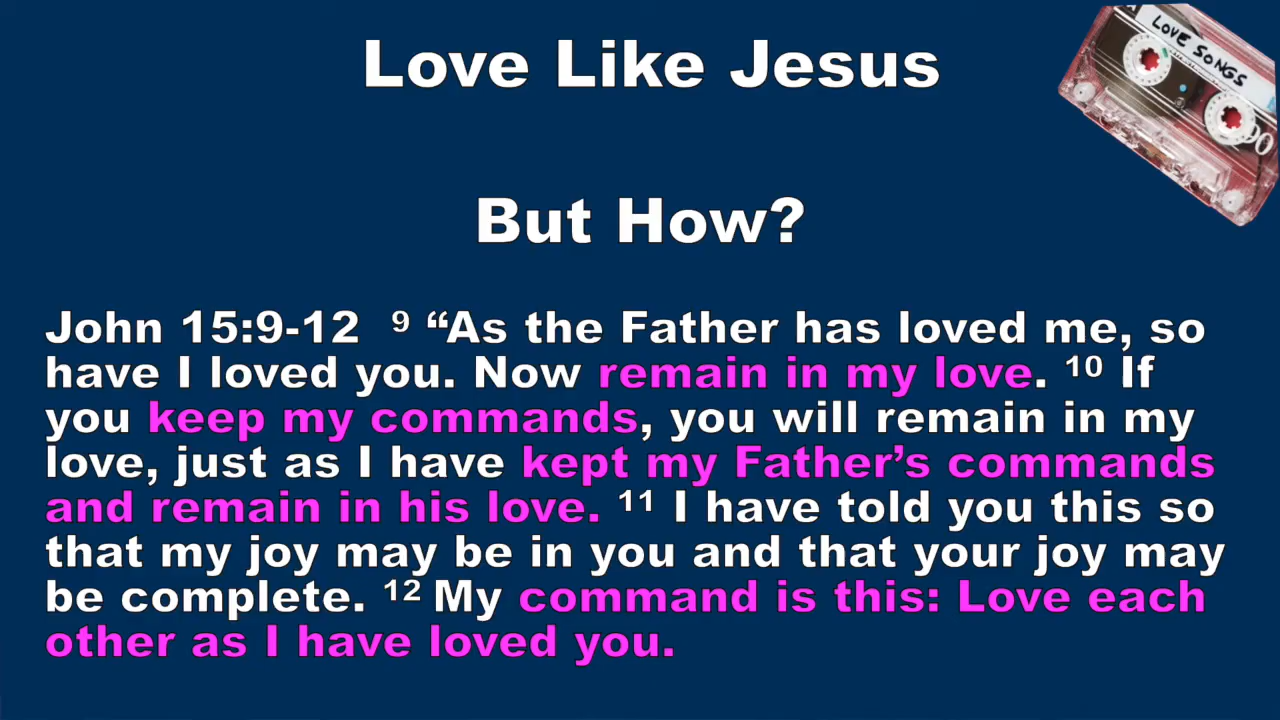 Love Like Jesus
LOVE SONGS
But How?
John 15:9-12 ⁹ “As the Father has loved me, so
have I loved you. Now remain in my love. ¹⁰ If
you keep my commands, you will remain in my
love, just as I have kept my Father’s commands
and remain in his love. ¹¹ I have told you this so
that my joy may be in you and that your joy may
be complete. ¹² My command is this: Love each
other as I have loved you.